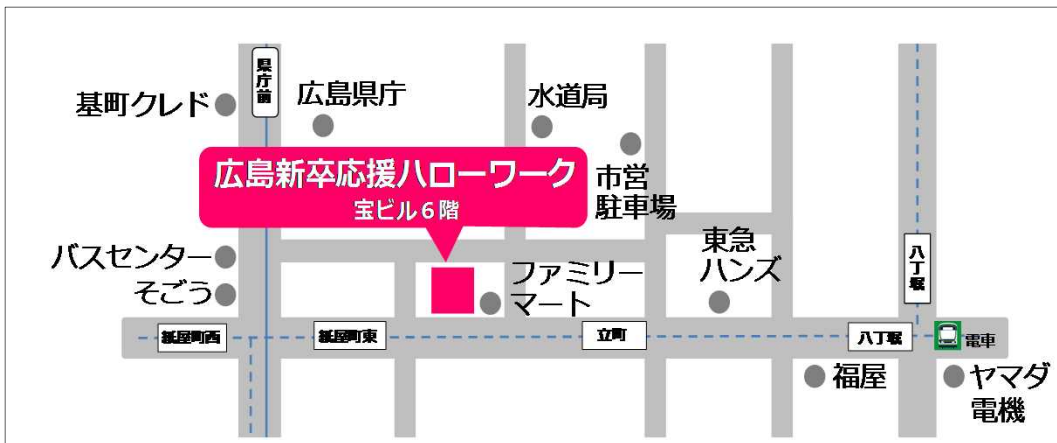 県庁前
基町クレド
広島県庁
水道局
広島新卒応援ハローワーク
宝ビル6階
市営
駐車場
バスセンター
そごう
ファミリー
マート
東急
ハンズ
八丁堀
紙屋町西
紙屋町東
立町
八丁堀
電車
福屋
ヤマダ
電機